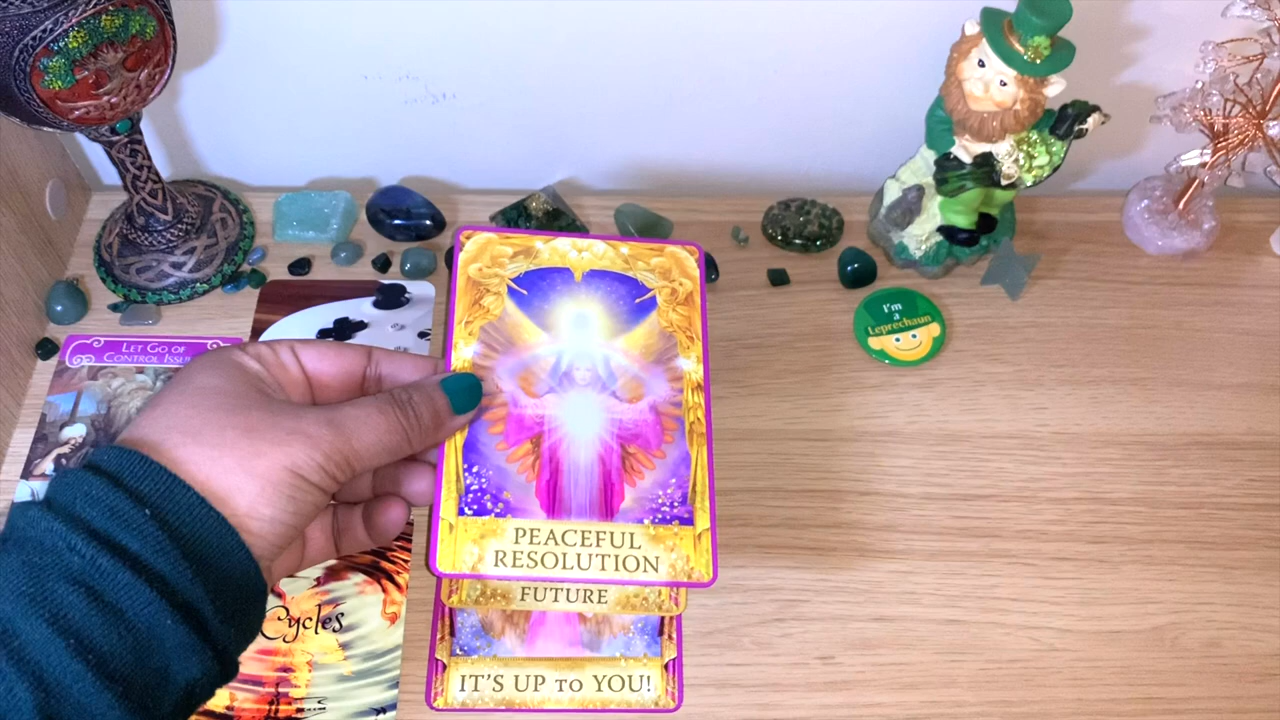 LET GO OF
CONTROL ISSU
I'm
a
Leprechaun
PEACEFUL
RESOLUTION
FUTURE
Cycles
IT'S UP TO YOU!